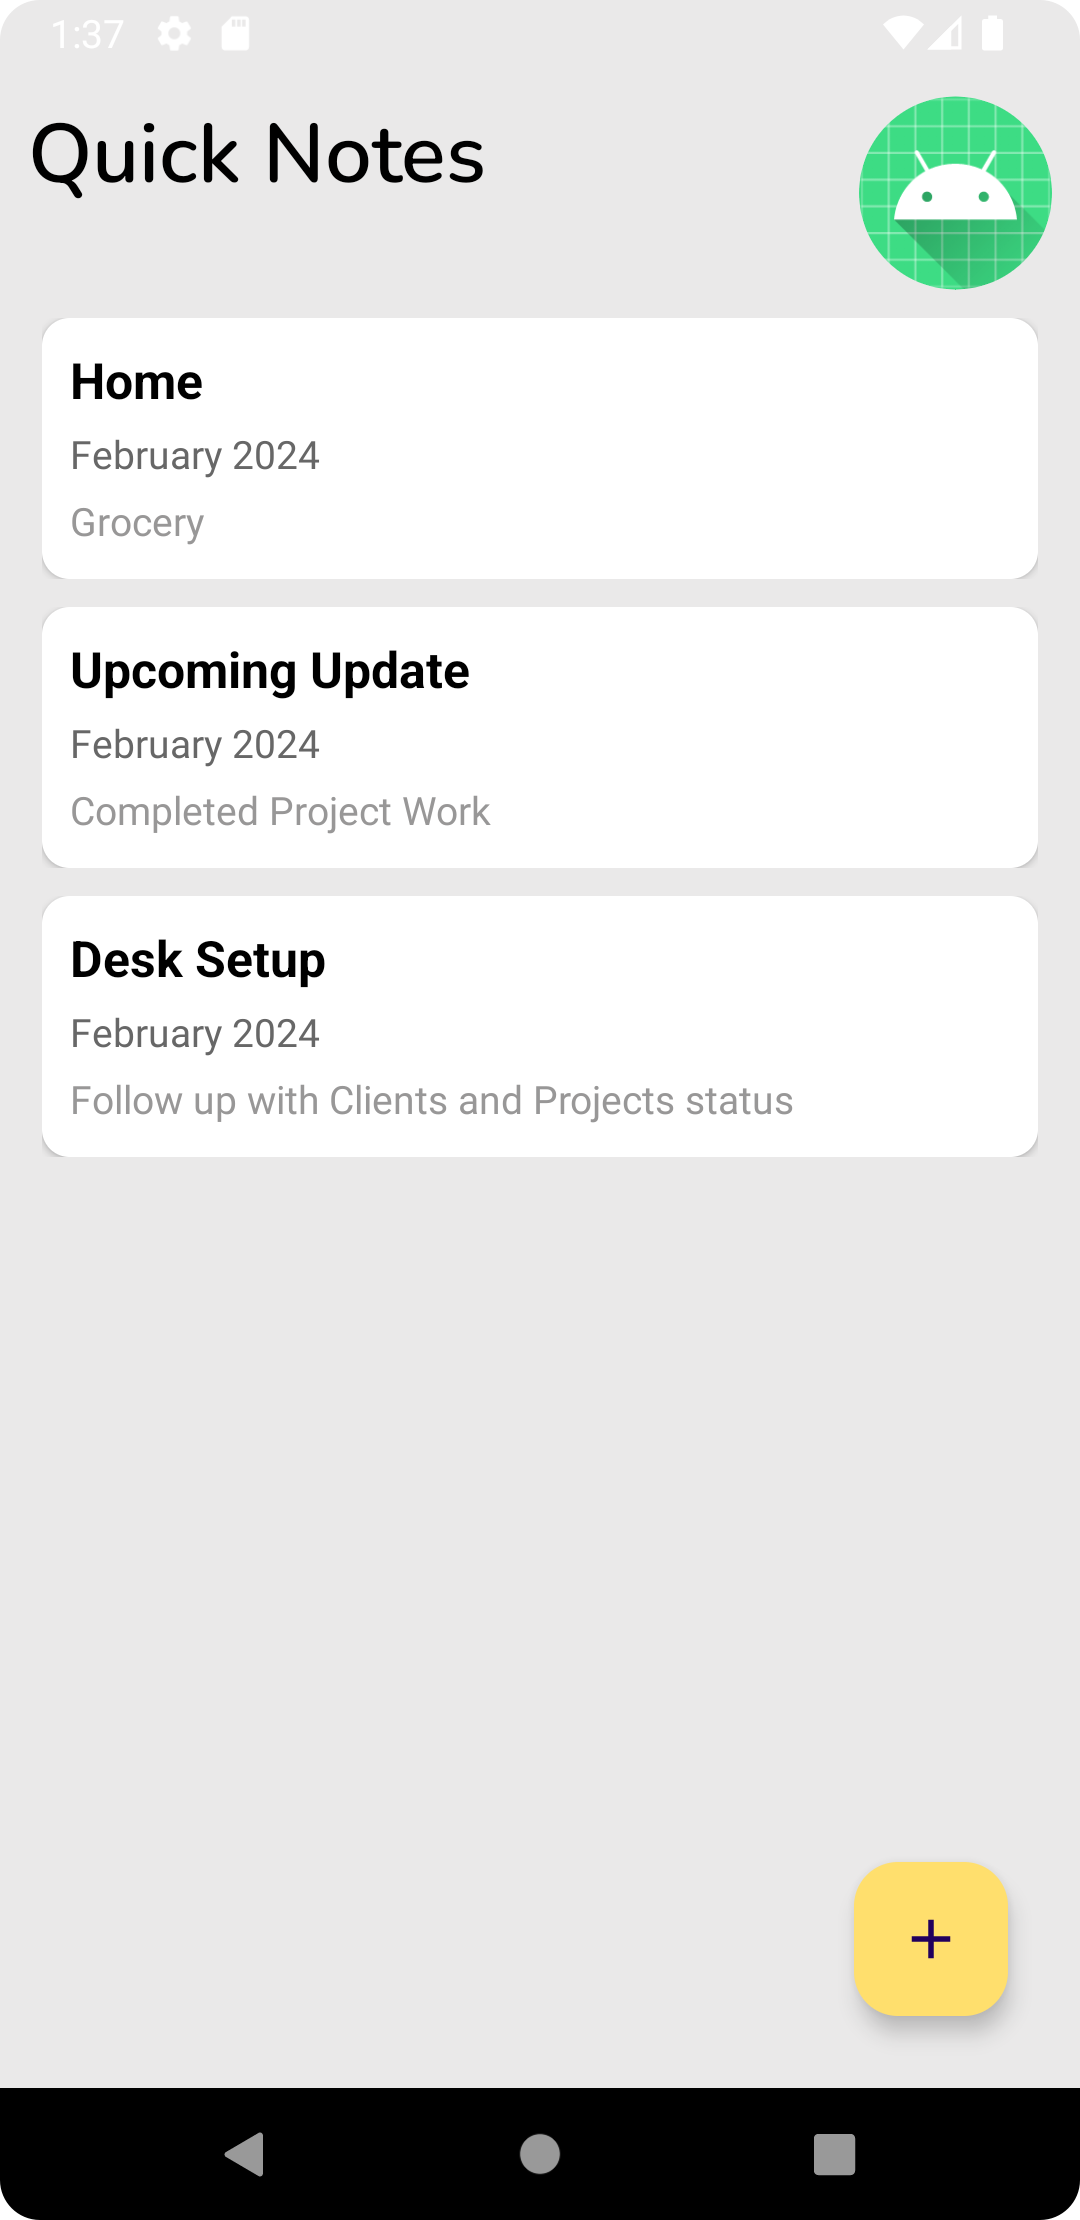 1:37
Quick Notes
Home
February 2024
Grocery
Upcoming Update
February 2024
Completed Project Work
Desk Setup
February 2024
Follow up with Clients and Projects status
+